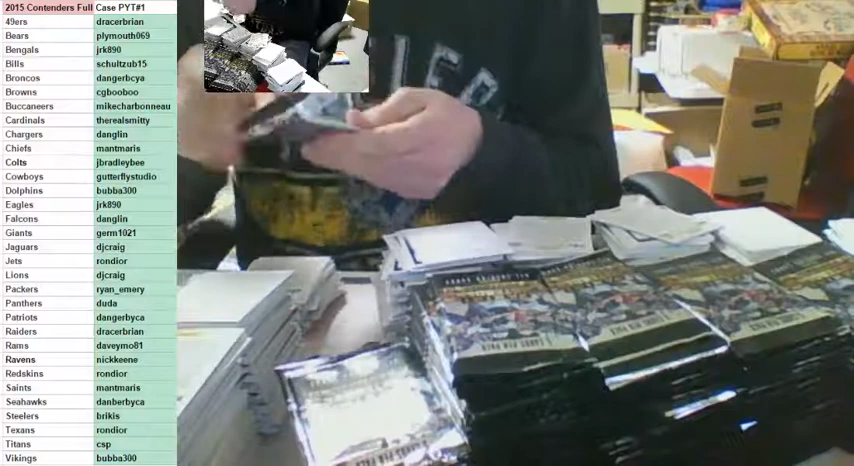 2015 Contenders Full Case PYT#1
49ers dracerbrian
Bears plymouth069
Bengals jrk890
Bills schultzub15
Broncos dangerbcya
Browns cgbooboo
Buccaneers mikecharbonneau
Cardinals therealsmitty
Chargers danglin
Chiefs mantmaris
Colts jbradleybee
Cowboys gutterflystudio
Dolphins bubba300
Eagles jrk890
Falcons danglin
Giants germ1021
Jaguars djcraig
Jets rondior
Lions djcraig
Packers ryan_emery
Panthers duda
Patriots dangerbyca
Raiders dracerbrian
Rams daveymo81
Ravens nickkeene
Redskins rondior
Saints mantmaris
Seahawks danberbyca
Steelers brikis
Texans rondior
Titans csp
Vikings bubba300
CARDS PER PACK